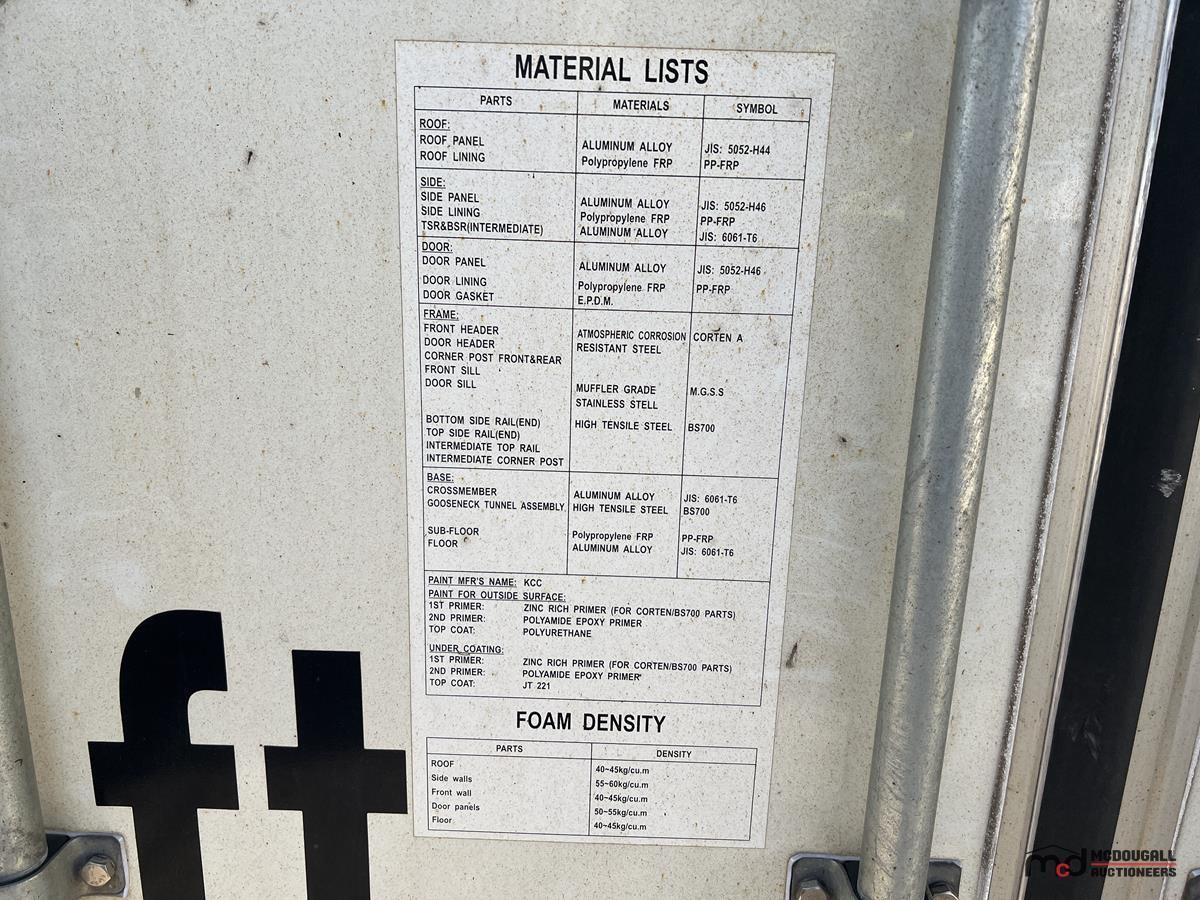 MATERIAL LISTS
PARTS MATERIALS SYMBOL
ROOF:
ROOF PANEL ALUMINUM ALLOY JIS: 5052-H44
ROOF LINING Polypropylene FRP PP-FRP
SIDE:
SIDE PANEL ALUMINUM ALLOY JIS: 5052-H46
SIDE LINING Polypropylene FRP PP-FRP
TSR&BSR(INTERMEDIATE) ALUMINUM ALLOY JIS: 6061-T6
DOOR:
DOOR PANEL ALUMINUM ALLOY JIS: 5052-H46
DOOR LINING Polypropylene FRP PP-FRP
DOOR GASKET E.P.D.M.
FRAME:
FRONT HEADER ATMOSPHERIC CORROSION CORTEN A
DOOR HEADER RESISTANT STEEL
CORNER POST FRONT&REAR
FRONT SILL
DOOR SILL MUFFLER GRADE M.G.S.S
STAINLESS STELL
BOTTOM SIDE RAIL(END) HIGH TENSILE STEEL BS700
TOP SIDE RAIL(END)
INTERMEDIATE TOP RAIL
INTERMEDIATE CORNER POST
BASE:
CROSSMEMBER ALUMINUM ALLOY JIS: 6061-T6
GOOSENECK TUNNEL ASSEMBLY HIGH TENSILE STEEL BS700
SUB-FLOOR Polypropylene FRP PP-FRP
FLOOR ALUMINUM ALLOY JIS: 6061-T6
PAINT MFR'S NAME: KCC
PAINT FOR OUTSIDE SURFACE:
1ST PRIMER: ZINC RICH PRIMER (FOR CORTEN/BS700 PARTS)
2ND PRIMER: POLYAMIDE EPOXY PRIMER
TOP COAT: POLYURETHANE
UNDER COATING:
1ST PRIMER: ZINC RICH PRIMER (FOR CORTEN/BS700 PARTS)
2ND PRIMER: POLYAMIDE EPOXY PRIMER
TOP COAT: JT 221
FOAM DENSITY
PARTS DENSITY
ROOF 40~45kg/cu.m
Side walls 55~60kg/cu.m
Front wall 40~45kg/cu.m
Door panels 50~55kg/cu.m
Floor 40~45kg/cu.m
ft
mcd MCDOUGALL
AUCTIONEERS